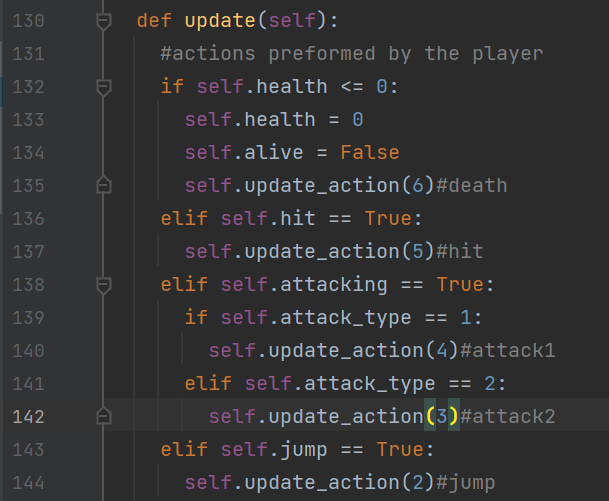 130 def update(self):
131 #actions preformed by the player
132 if self.health <= 0:
133 self.health = 0
134 self.alive = False
135 self.update_action(6)#death
136 elif self.hit == True:
137 self.update_action(5)#hit
138 elif self.attacking == True:
139 if self.attack_type == 1:
140 self.update_action(4)#attack1
141 elif self.attack_type == 2:
142 self.update_action(3)#attack2
143 elif self.jump == True:
144 self.update_action(2)#jump